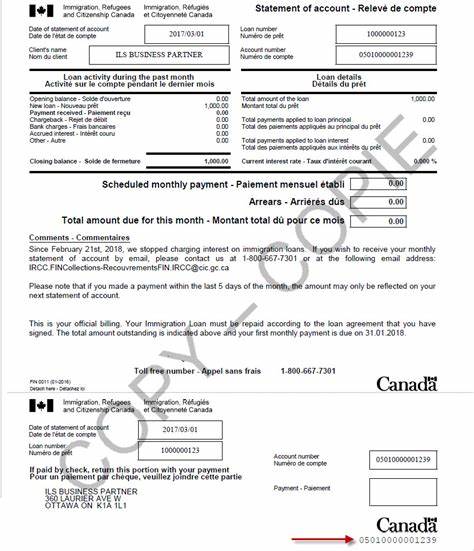 Immigration, Refugees Immigration, Réfugiés
and Citizenship Canada et Citoyenneté Canada
Statement of account - Relevé de compte
Date of statement of account 2017/03/01
Date de l'état de compte
Loan number 1000000123
Numéro de prêt
Client's name ILS BUSINESS PARTNER
Nom du client
Account number 05010000001239
Numéro de compte
Loan activity during the past month
Activité sur le compte pendant le dernier mois
Opening balance - Solde d'ouverture 0.00
New loan - Nouveau prêt 1,000.00
Payment received - Paiement reçu 0.00
Chargeback - Rejet de débit 0.00
Bank charges - Frais bancaires 0.00
Accrued interest - Intérêt couru 0.00
Other - Autre 0.00
Closing balance - Solde de fermeture 1,000.00
Loan details
Détails du prêt
Total amount of the loan 1,000.00
Montant total du prêt
Total payments applied to loan principal 0.00
Total des paiements appliqués au principal du prêt
Total payments applied to loan interest 0.00
Total des paiements appliqués aux intérêts du prêt
Current interest rate - Taux d'intérêt courant 0.000 %
Scheduled monthly payment - Paiement mensuel établi 0.00
Arrears - Arriérés dûs 0.00
Total amount due for this month - Montant total dû pour ce mois 0.00
Comments - Commentaires
Since February 21st, 2018, we stopped charging interest on immigration loans. If you wish to receive your monthly
statement of account by email, please contact us at 1-800-667-7301 or at the following email address:
IRCC.FINCollections-RecouvrementsFIN.IRCC@cic.gc.ca
Please note that if you made a payment within the last 5 days of the month, the amount may only be reflected on your
next statement of account.
This is your official billing. Your Immigration Loan must be repaid according to the loan agreement that you have
signed. The total amount outstanding is indicated above and your first monthly payment is due on 31.01.2018.
Toll free number - Appel sans frais 1-800-667-7301
FIN 0011 (01-2016)
Detach here - Détachez ici
Canada
COPY - COPIE
Immigration, Refugees Immigration, Réfugiés
and Citizenship Canada et Citoyenneté Canada
Date of statement of account 2017/03/01
Date de l'état de compte
Loan number 1000000123
Numéro de prêt
Account number 05010000001239
Numéro de compte
If paid by check, return this portion with your payment
Pour un paiement par chèque, veuillez joindre cette partie
Payment - Paiement
ILS BUSINESS PARTNER
360 LAURIER AVE W
OTTAWA ON K1A 1L1
Canada
05010000001239